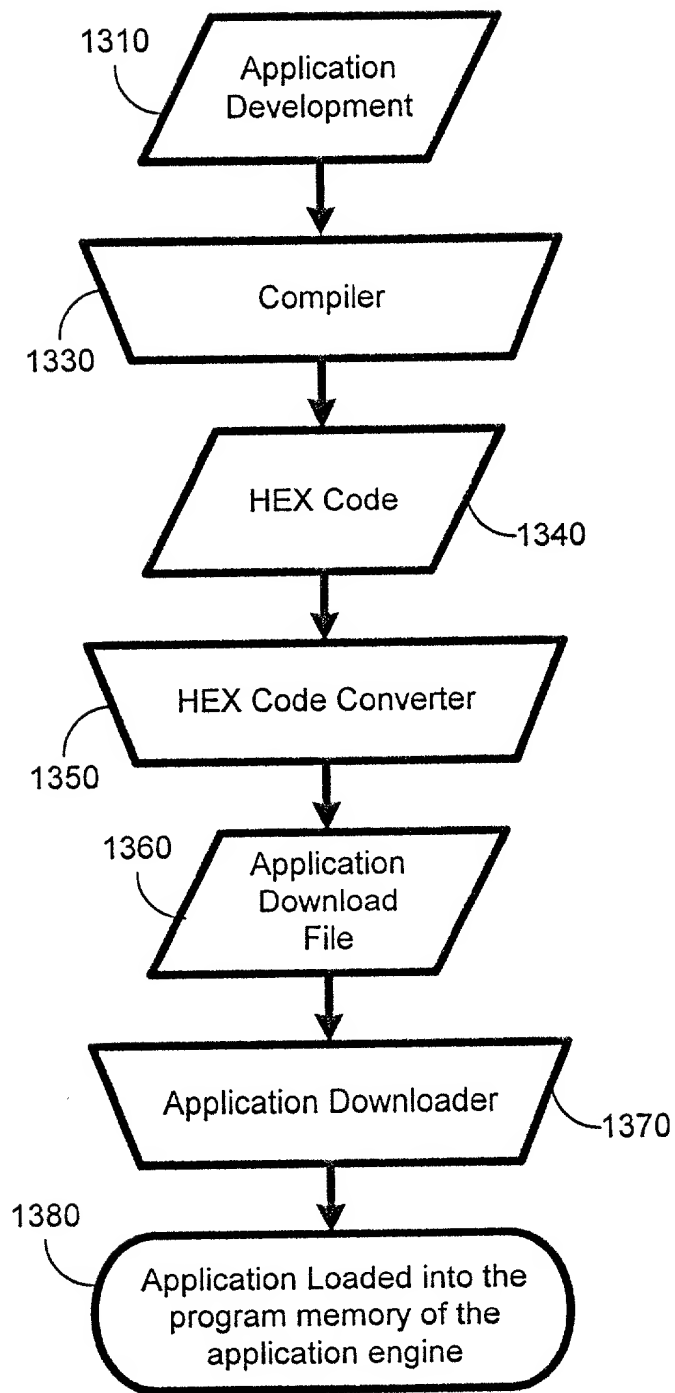 1310
Application
Development
Compiler
1330
HEX Code
1340
HEX Code Converter
1350
1360
Application
Download
File
Application Downloader
1370
1380
Application Loaded into the
program memory of the
application engine